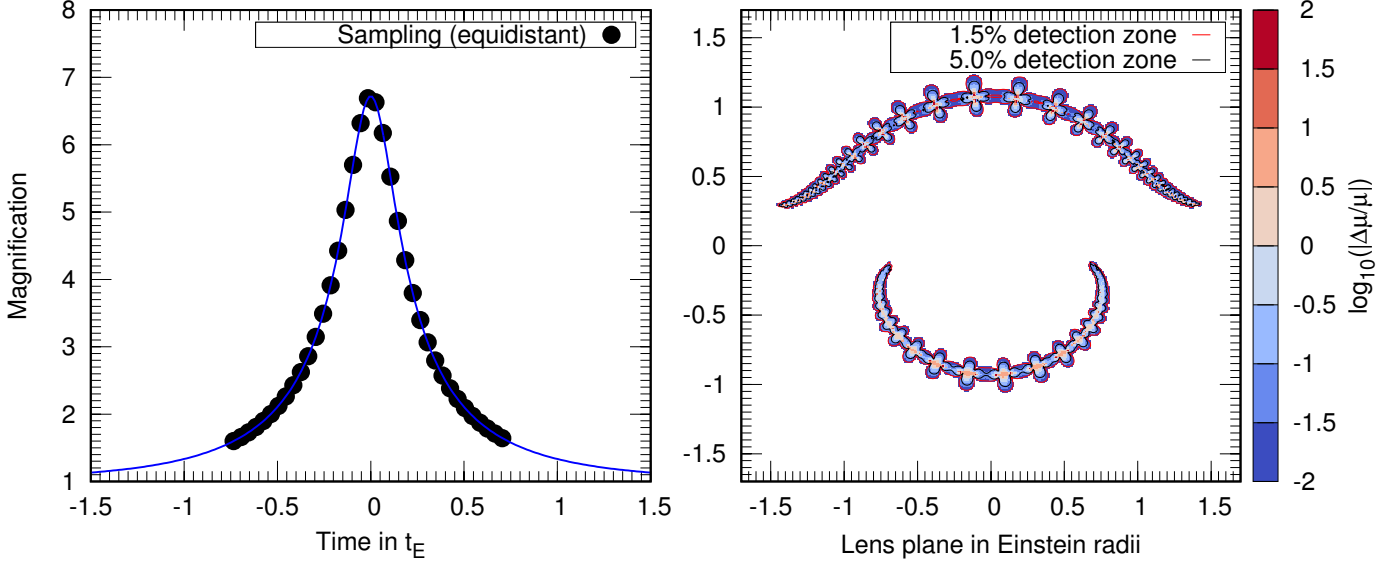 Magnification
8
7
6
5
4
3
2
1
Sampling (equidistant)
-1.5 -1 -0.5 0 0.5 1 1.5
Time in t_E
1.5
1
0.5
0
-0.5
-1
-1.5
1.5% detection zone
5.0% detection zone
-1.5 -1 -0.5 0 0.5 1 1.5
Lens plane in Einstein radii
2
1.5
1
0.5
0
-0.5
-1
-1.5
-2
log10(|Δμ/μ|)